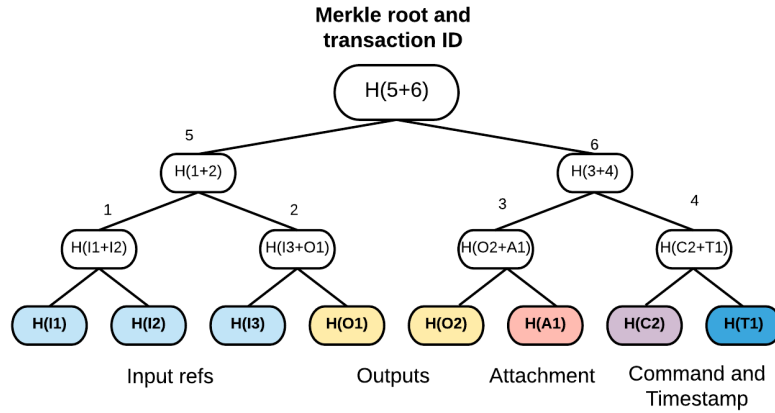 Merkle root and
transaction ID
H(5+6)
5
6
H(1+2)
H(3+4)
1
2
3
4
H(I1+I2)
H(I3+O1)
H(O2+A1)
H(C2+T1)
H(I1)
H(I2)
H(I3)
H(O1)
H(O2)
H(A1)
H(C2)
H(T1)
Input refs
Outputs
Attachment
Command and
Timestamp